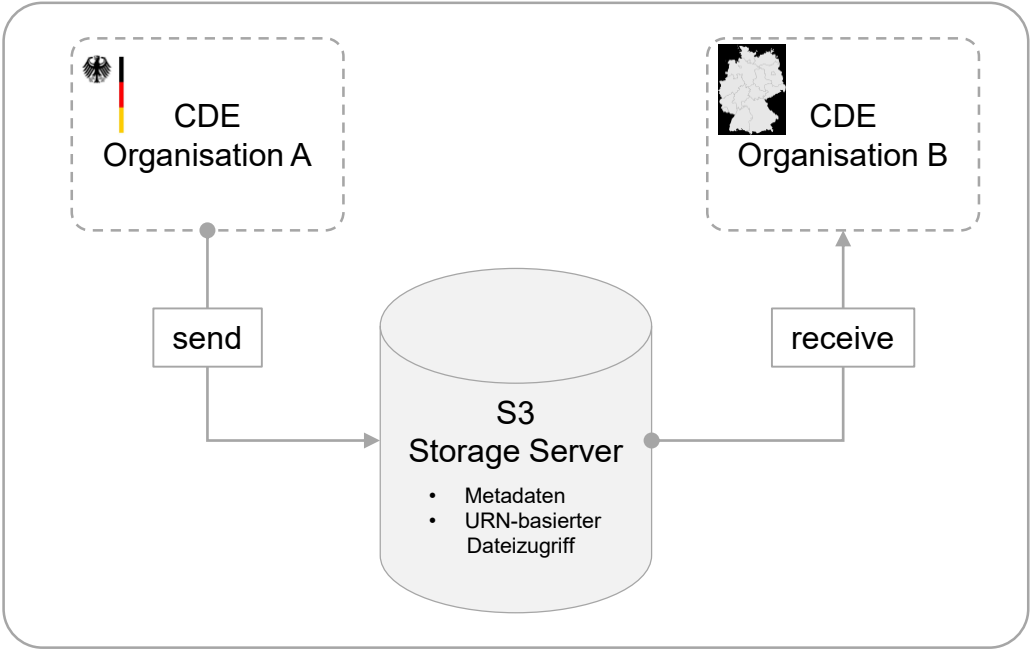 CDE
Organisation A
CDE
Organisation B
send
receive
S3
Storage Server
• Metadaten
• URN-basierter
Dateizugriff